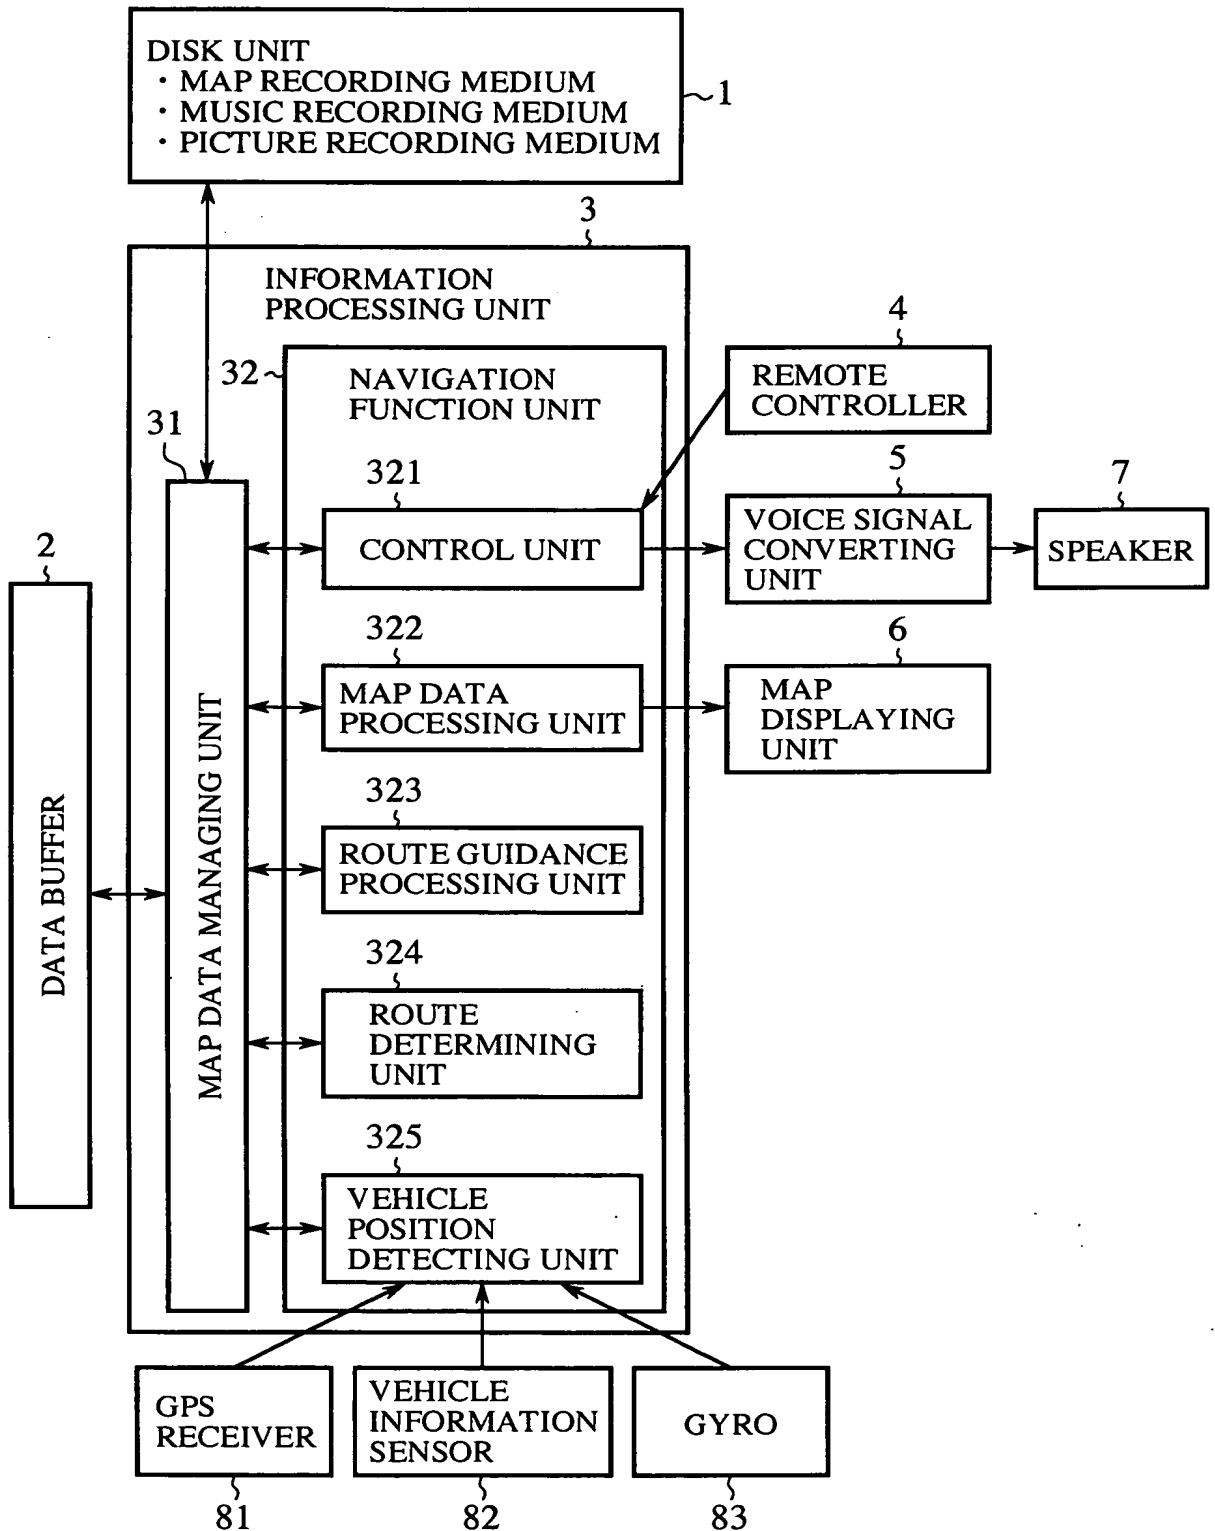 DISK UNIT
・MAP RECORDING MEDIUM
・MUSIC RECORDING MEDIUM
・PICTURE RECORDING MEDIUM
1
3
INFORMATION
PROCESSING UNIT
32
NAVIGATION
FUNCTION UNIT
4
REMOTE
CONTROLLER
31
MAP DATA MANAGING UNIT
2
DATA BUFFER
321
CONTROL UNIT
5
VOICE SIGNAL
CONVERTING
UNIT
7
SPEAKER
322
MAP DATA
PROCESSING UNIT
6
MAP
DISPLAYING
UNIT
323
ROUTE GUIDANCE
PROCESSING UNIT
324
ROUTE
DETERMINING
UNIT
325
VEHICLE
POSITION
DETECTING UNIT
GPS
RECEIVER
81
VEHICLE
INFORMATION
SENSOR
82
GYRO
83